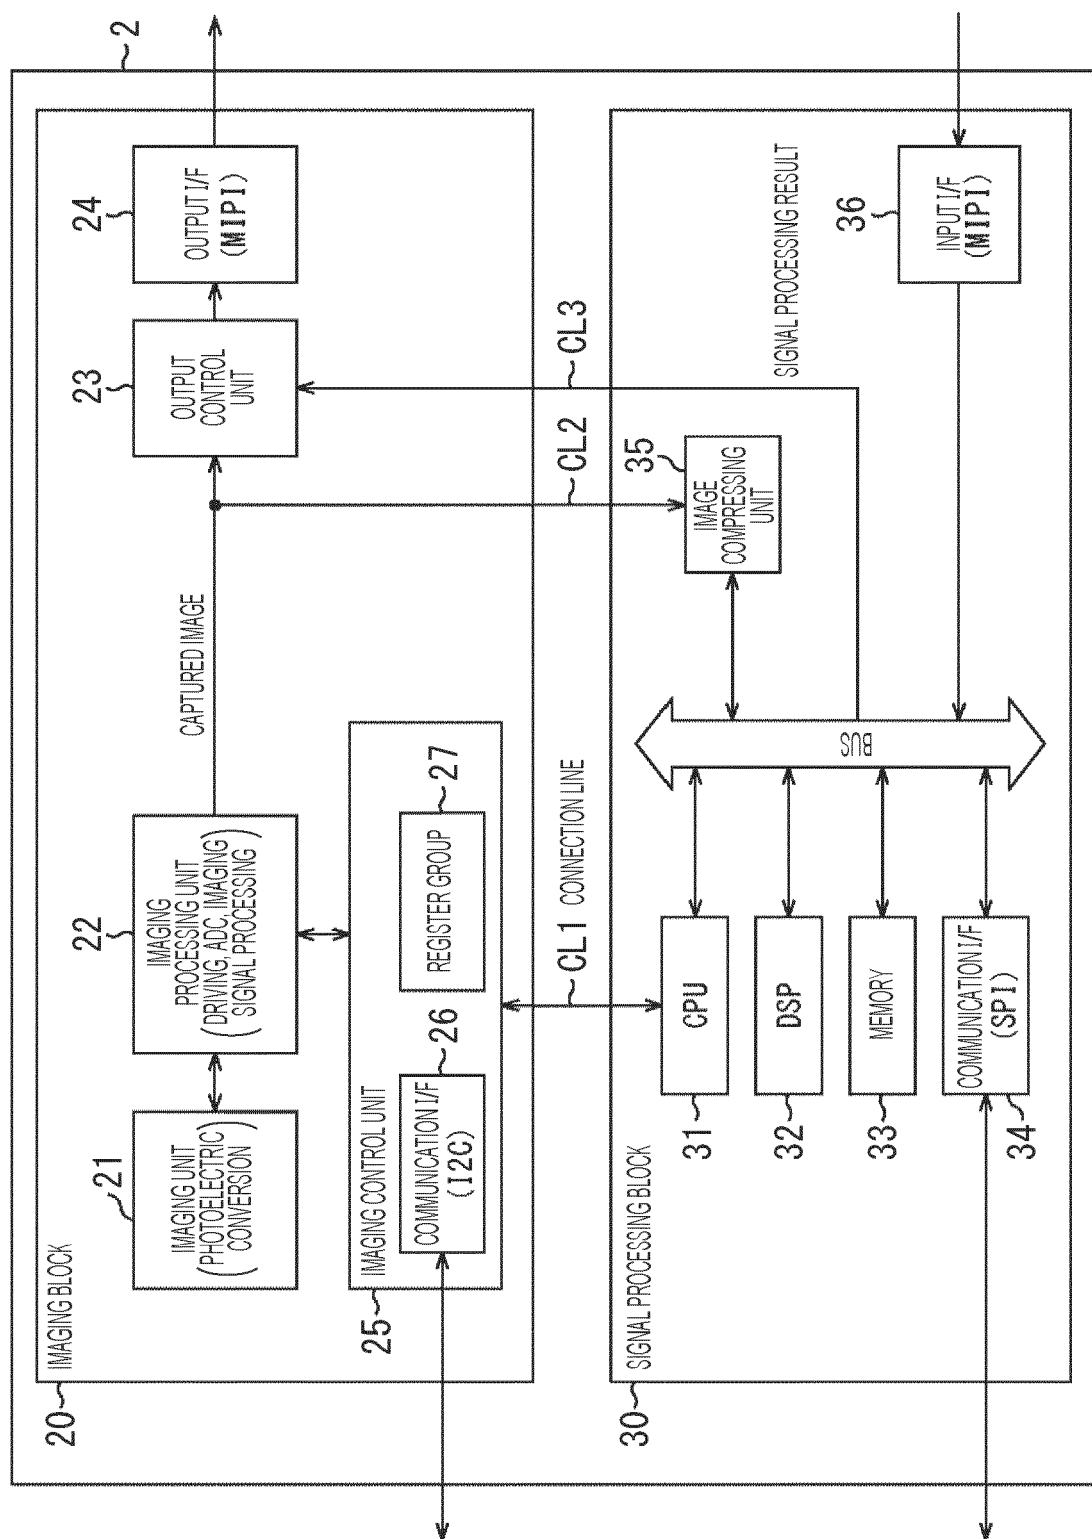 2
20
IMAGING BLOCK
21
IMAGING UNIT
(PHOTOELECTRIC)
CONVERSION
22
IMAGING
PROCESSING UNIT
(DRIVING, ADC, IMAGING)
SIGNAL PROCESSING
CAPTURED IMAGE
23
OUTPUT
CONTROL
UNIT
24
OUTPUT I/F
(MIPI)
25
IMAGING CONTROL UNIT
26
COMMUNICATION I/F
(I2C)
27
REGISTER GROUP
CL1
CONNECTION LINE
CL2
CL3
30
SIGNAL PROCESSING BLOCK
31
CPU
32
DSP
33
MEMORY
34
COMMUNICATION I/F
(SPI)
BUS
35
IMAGE
COMPRESSING
UNIT
SIGNAL PROCESSING RESULT
36
INPUT I/F
(MIPI)